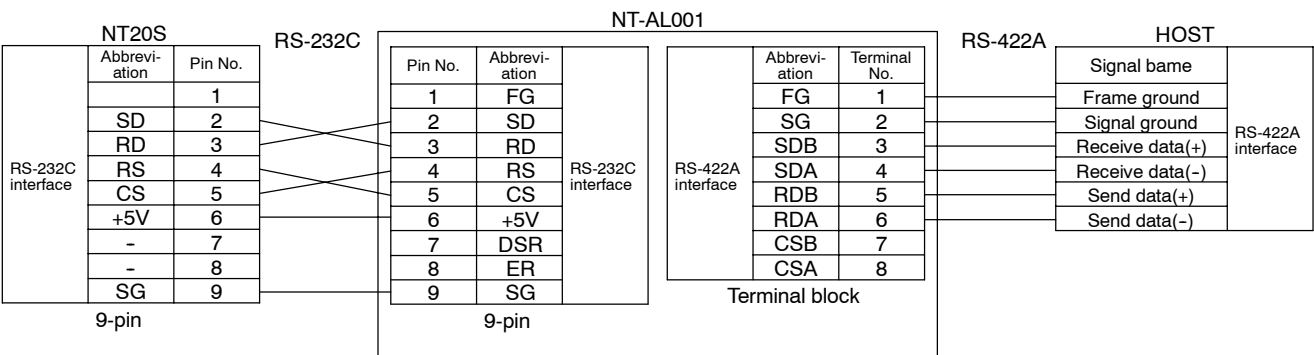 NT-AL001
NT20S
RS-232C
RS-422A
HOST
Abbrevi-
ation
Pin No.
1
SD 2
RD 3
RS 4
CS 5
+5V 6
- 7
- 8
SG 9
RS-232C
interface
9-pin
Pin No.
Abbrevi-
ation
1 FG
2 SD
3 RD
4 RS
5 CS
6 +5V
7 DSR
8 ER
9 SG
RS-232C
interface
9-pin
RS-422A
interface
Abbrevi-
ation
Terminal
No.
FG 1
SG 2
SDB 3
SDA 4
RDB 5
RDA 6
CSB 7
CSA 8
Terminal block
Signal bame
Frame ground
Signal ground
Receive data(+)
Receive data(-)
Send data(+)
Send data(-)
RS-422A
interface